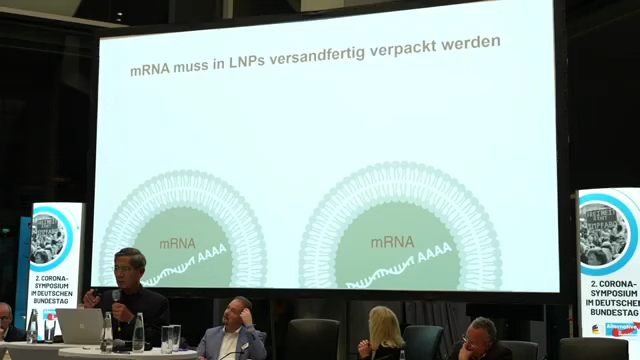 mRNA muss in LNPs versandfertig verpackt werden
mRNA
AAAA
mRNA
AAAA
2. CORONA-
SYMPOSIUM
IM DEUTSCHEN
BUNDESTAG
2. CORONA-
SYMPOSIUM
IM DEUTSCHEN
BUNDESTAG